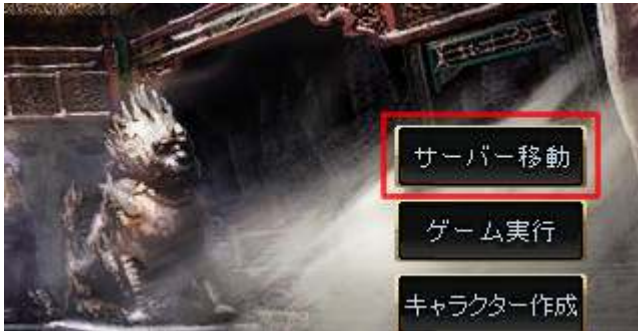 サーバー移動
ゲーム実行
キャラクター作成